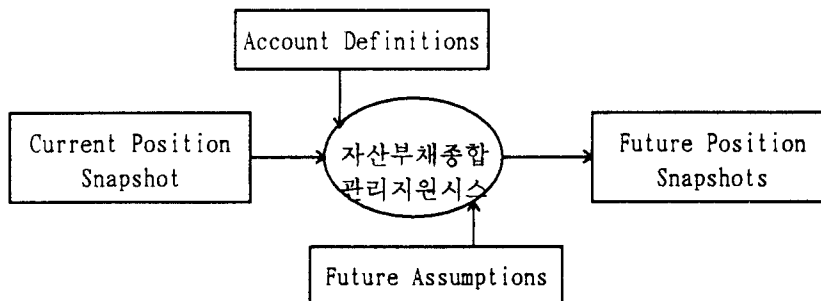 Account Definitions
Current Position
Snapshot
자산부채종합
관리지원시스
Future Position
Snapshots
Future Assumptions